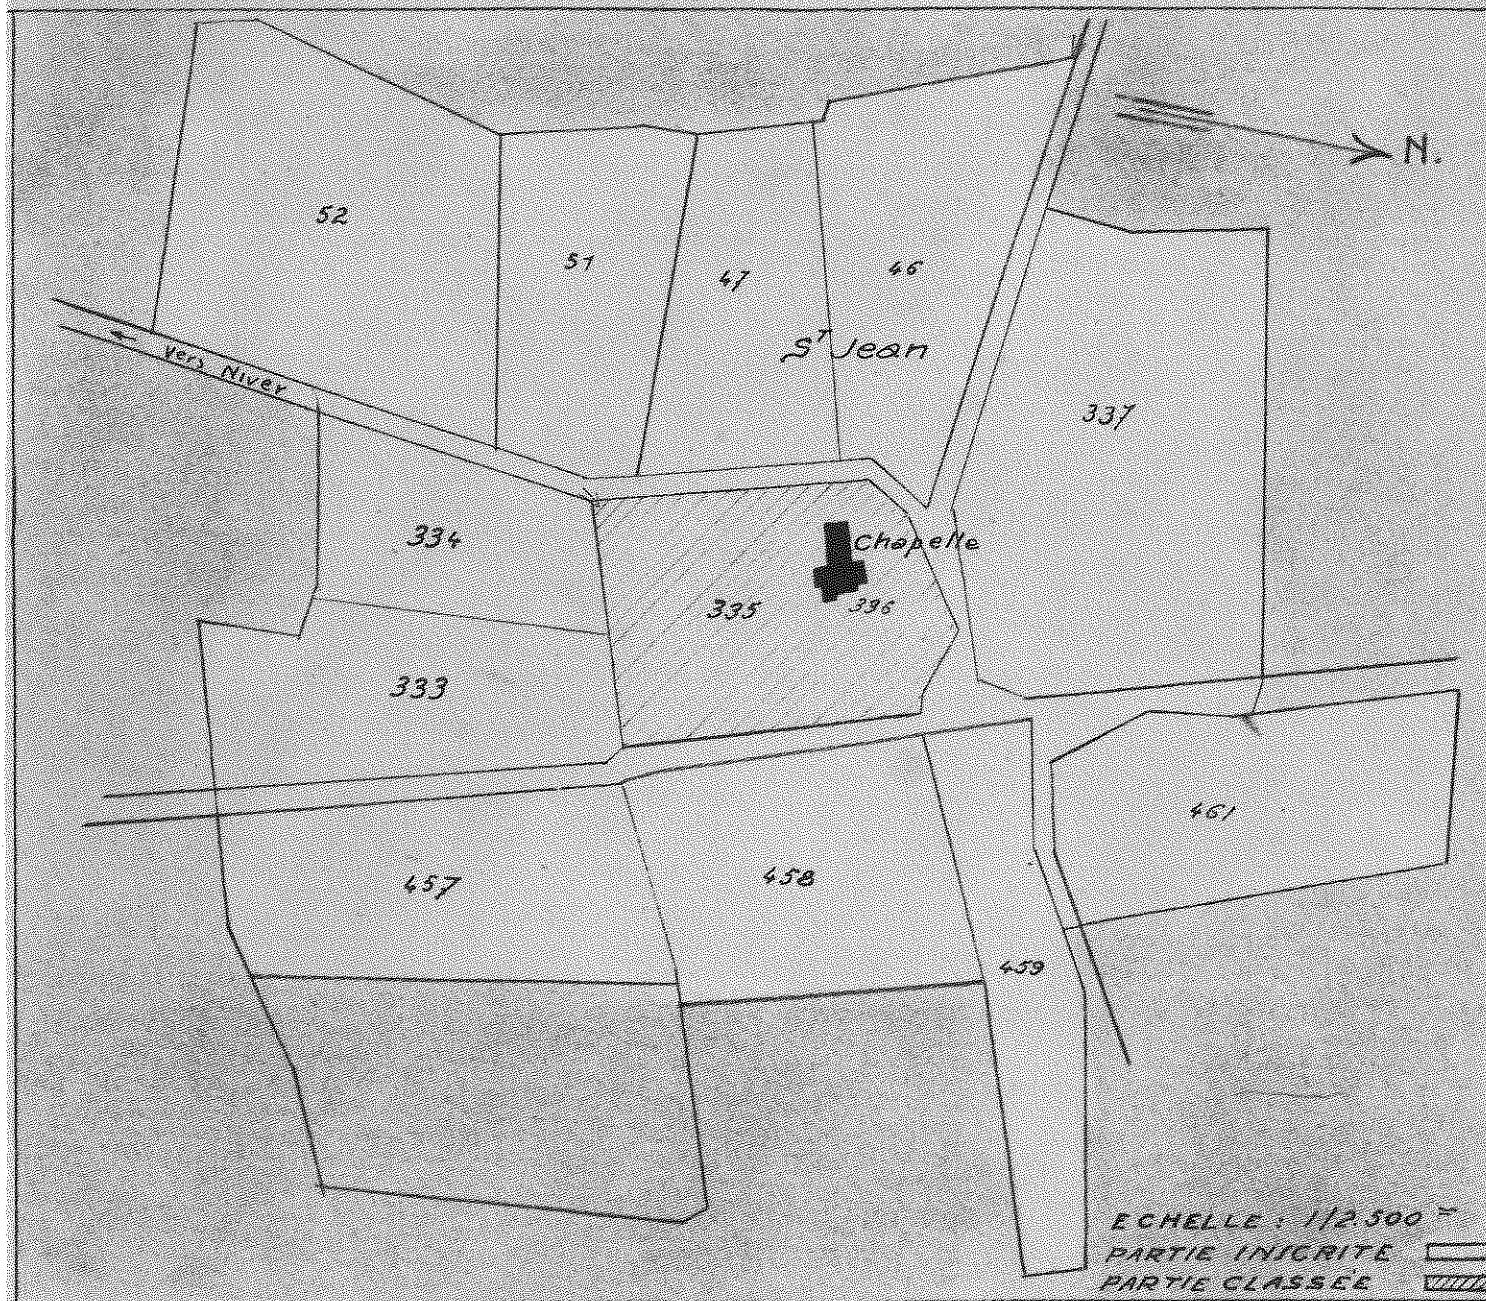 N.
52
51
47
46
Sᵀ Jean
337
Vers Niver
334
Chapelle
335
396
333
461
457
458
459
ECHELLE : 1/2.500 ᵉ
PARTIE INSCRITE
PARTIE CLASSÉE